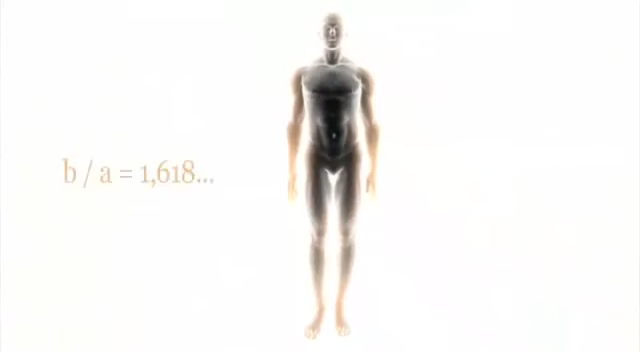 b / a = 1,618...